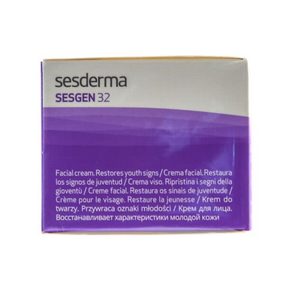 sesderma
SESGEN 32
Facial cream. Restores youth signs / Crema facial. Restaura
los signos de juventud / Crema viso. Ripristina i segni della
gioventù / Creme facial. Restaura os sinais de juventude /
Crème pour le visage. Restaure la jeunesse / Krem do
twarzy. Przywraca oznaki młodości / Крем для лица.
Восстанавливает характеристики молодой кожи